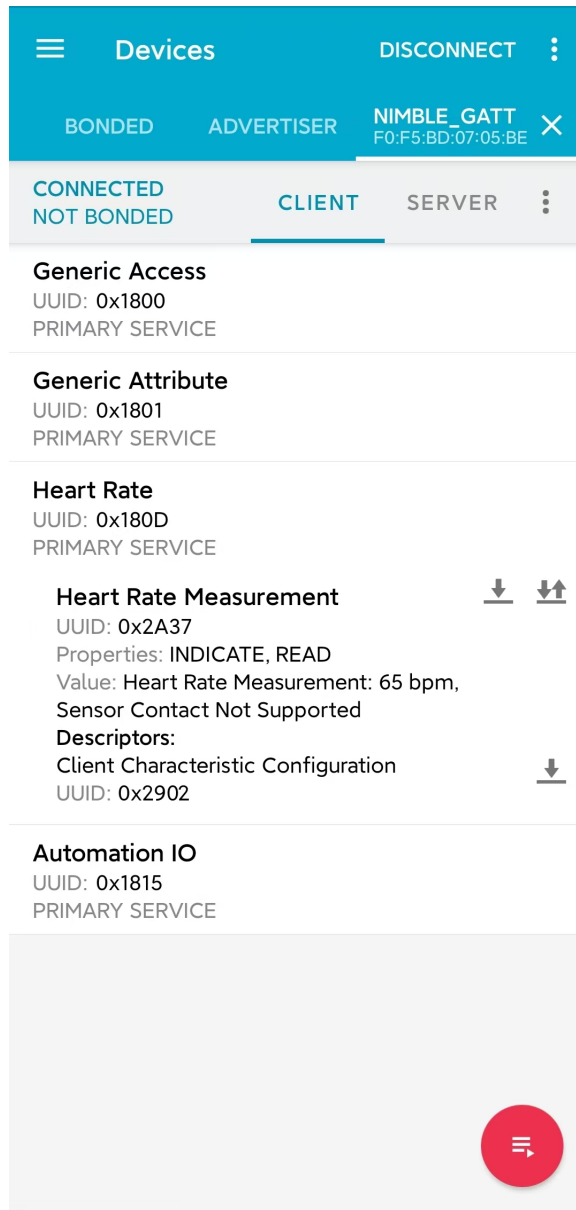 Devices
DISCONNECT
BONDED
ADVERTISER
NIMBLE_GATT
F0:F5:BD:07:05:BE
CONNECTED
NOT BONDED
CLIENT
SERVER
Generic Access
UUID: 0x1800
PRIMARY SERVICE
Generic Attribute
UUID: 0x1801
PRIMARY SERVICE
Heart Rate
UUID: 0x180D
PRIMARY SERVICE
Heart Rate Measurement
UUID: 0x2A37
Properties: INDICATE, READ
Value: Heart Rate Measurement: 65 bpm,
Sensor Contact Not Supported
Descriptors:
Client Characteristic Configuration
UUID: 0x2902
Automation IO
UUID: 0x1815
PRIMARY SERVICE